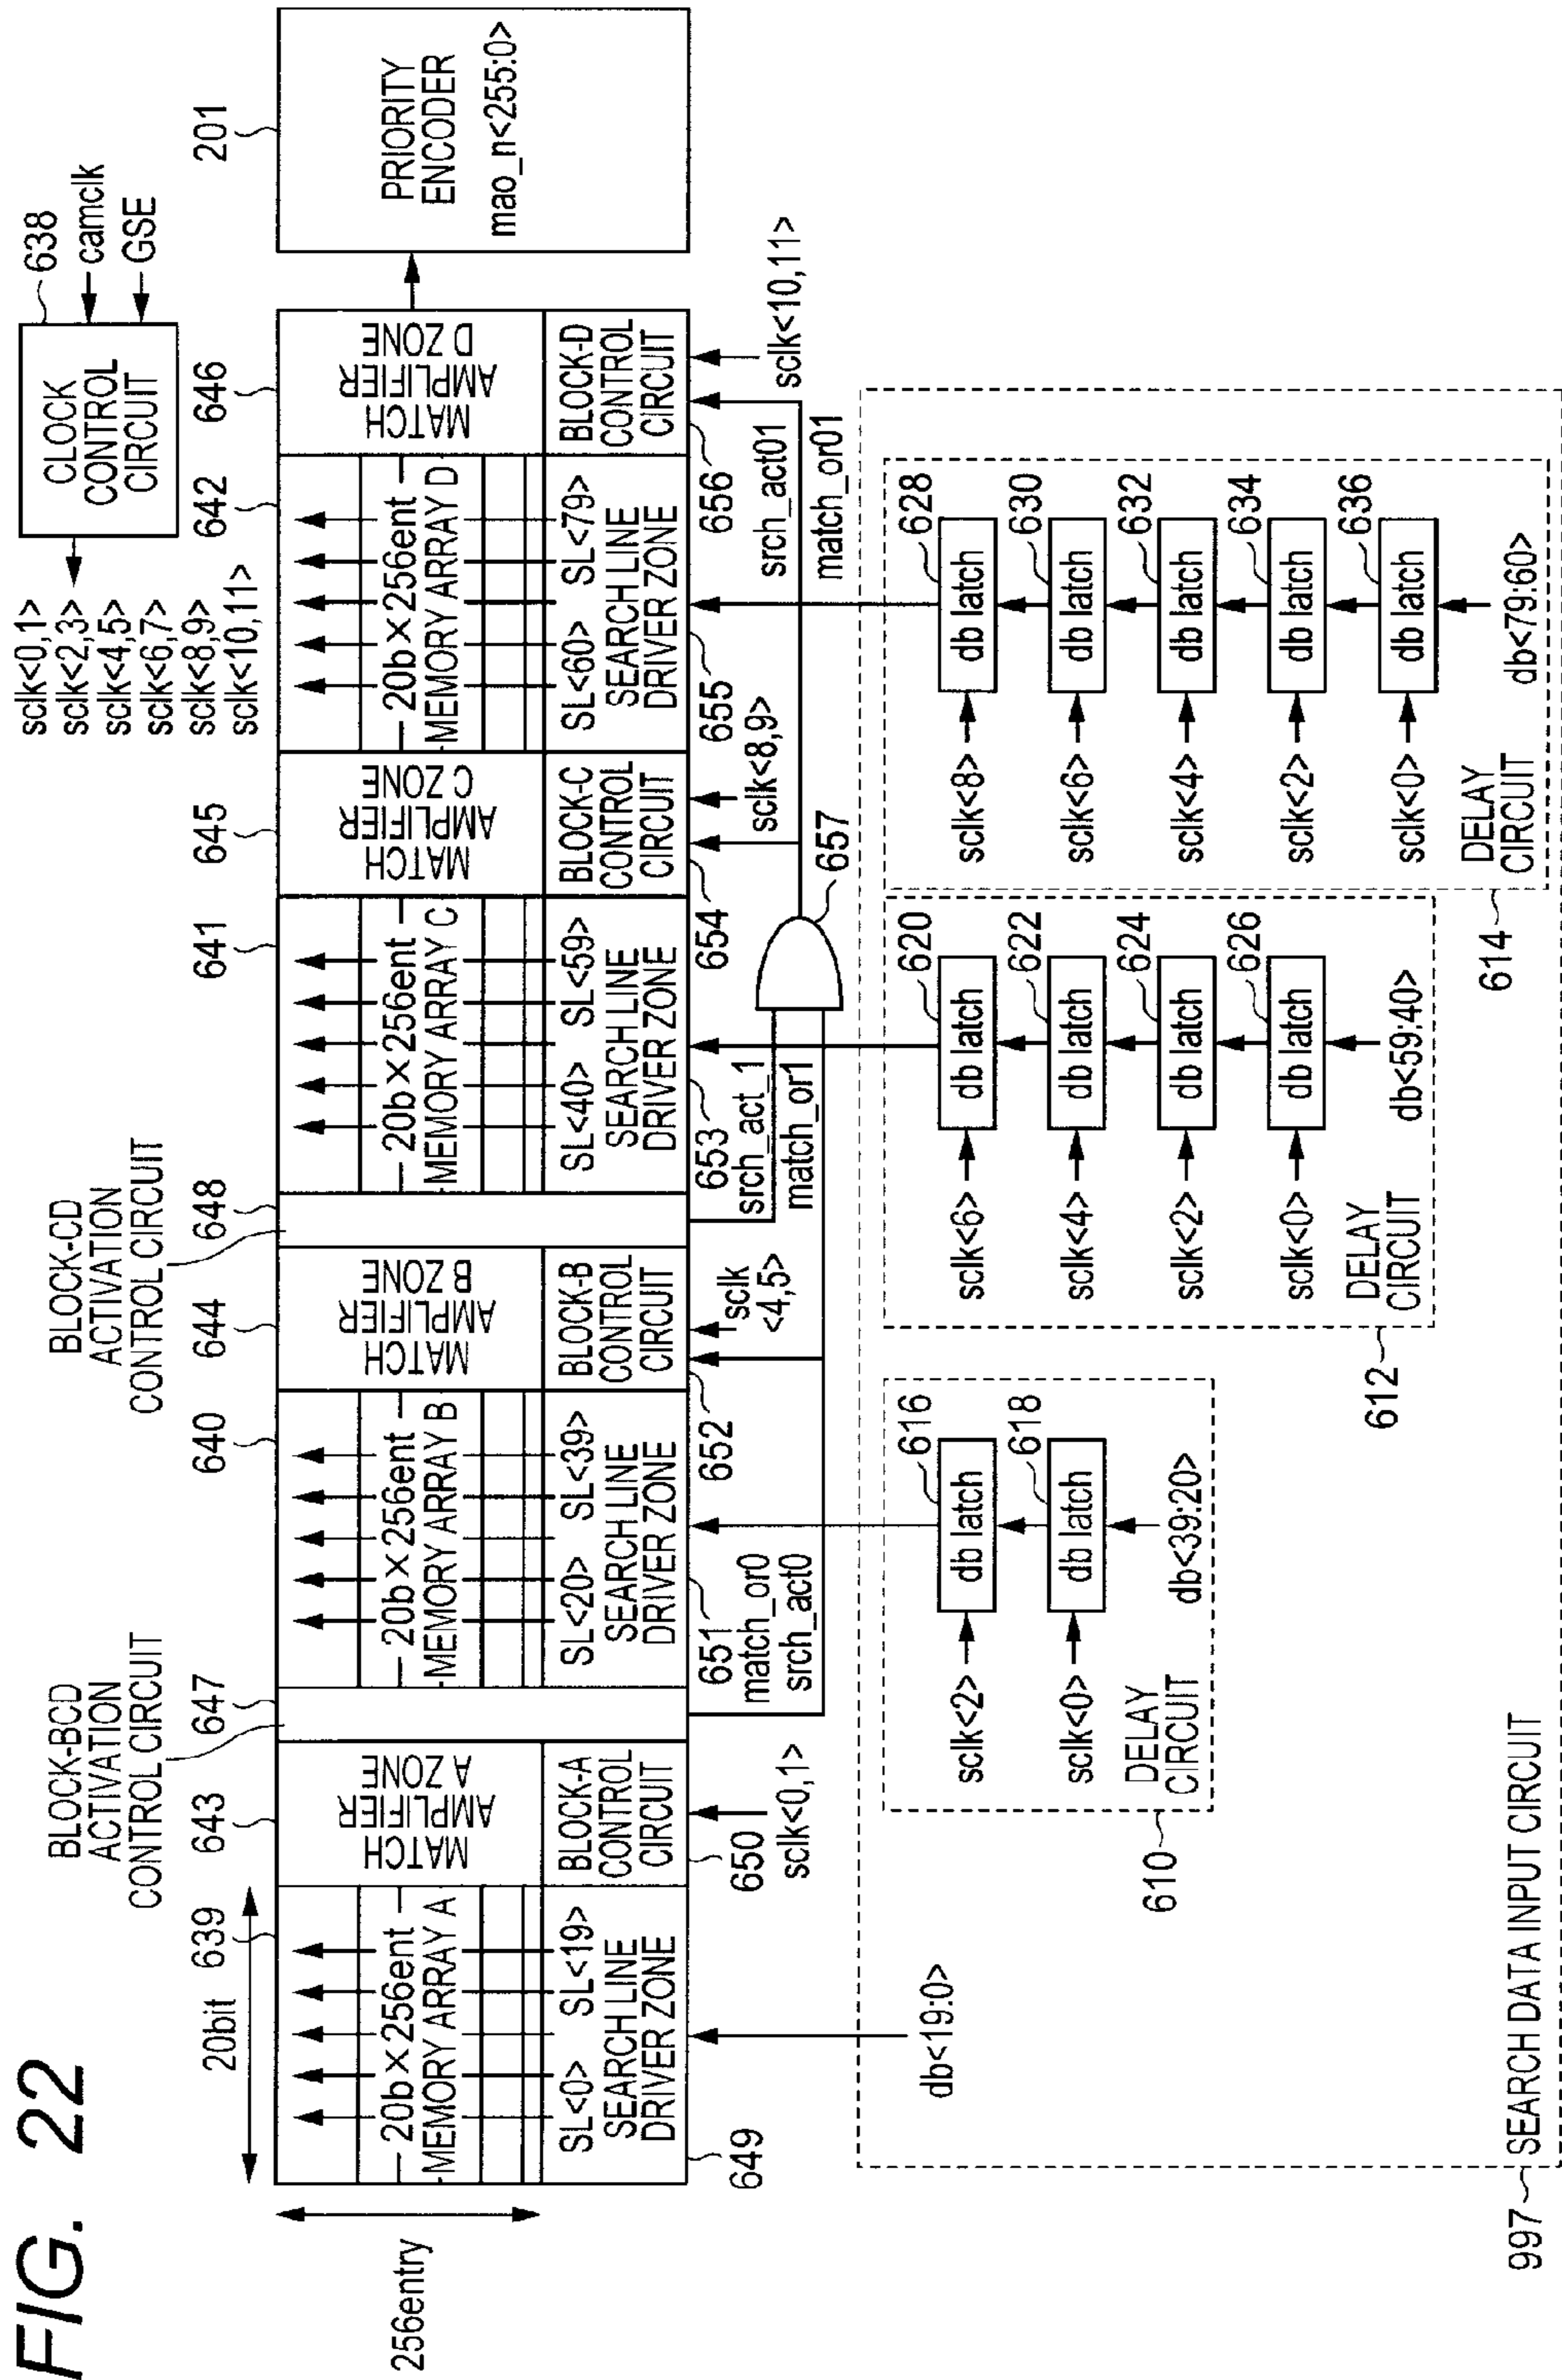 FIG. 22
sclk<0,1>
sclk<2,3>
sclk<4,5>
sclk<6,7>
sclk<8,9>
sclk<10,11>
CLOCK
CONTROL
CIRCUIT
638
camclk
GSE
BLOCK-BCD
ACTIVATION
CONTROL CIRCUIT
BLOCK-CD
ACTIVATION
CONTROL CIRCUIT
20bit
256entry
639
643
647
640
644
648
641
645
642
646
201
20b×256ent
MEMORY ARRAY A
SL<0>
SL<19>
SEARCH LINE
DRIVER ZONE
649
MATCH
AMPLIFIER
A ZONE
BLOCK-A
CONTROL
CIRCUIT
650
sclk<0,1>
20b×256ent
MEMORY ARRAY B
SL<20>
SL<39>
SEARCH LINE
DRIVER ZONE
651
match_or0
srch_act0
MATCH
AMPLIFIER
B ZONE
BLOCK-B
CONTROL
CIRCUIT
652
sclk
<4,5>
20b×256ent
MEMORY ARRAY C
SL<40>
SL<59>
SEARCH LINE
DRIVER ZONE
653
srch_act_1
match_or1
MATCH
AMPLIFIER
C ZONE
BLOCK-C
CONTROL
CIRCUIT
654
sclk<8,9>
657
20b×256ent
MEMORY ARRAY D
SL<60>
SL<79>
SEARCH LINE
DRIVER ZONE
655
MATCH
AMPLIFIER
D ZONE
BLOCK-D
CONTROL
CIRCUIT
656
srch_act01
match_or01
sclk<10,11>
PRIORITY
ENCODER
mao_n<255:0>
db<19:0>
sclk<2>
db latch
616
sclk<0>
db latch
618
db<39:20>
DELAY
CIRCUIT
610
sclk<6>
db latch
620
sclk<4>
db latch
622
sclk<2>
db latch
624
sclk<0>
db latch
626
db<59:40>
DELAY
CIRCUIT
612
sclk<8>
db latch
628
sclk<6>
db latch
630
sclk<4>
db latch
632
sclk<2>
db latch
634
sclk<0>
db latch
636
db<79:60>
DELAY
CIRCUIT
614
997
SEARCH DATA INPUT CIRCUIT